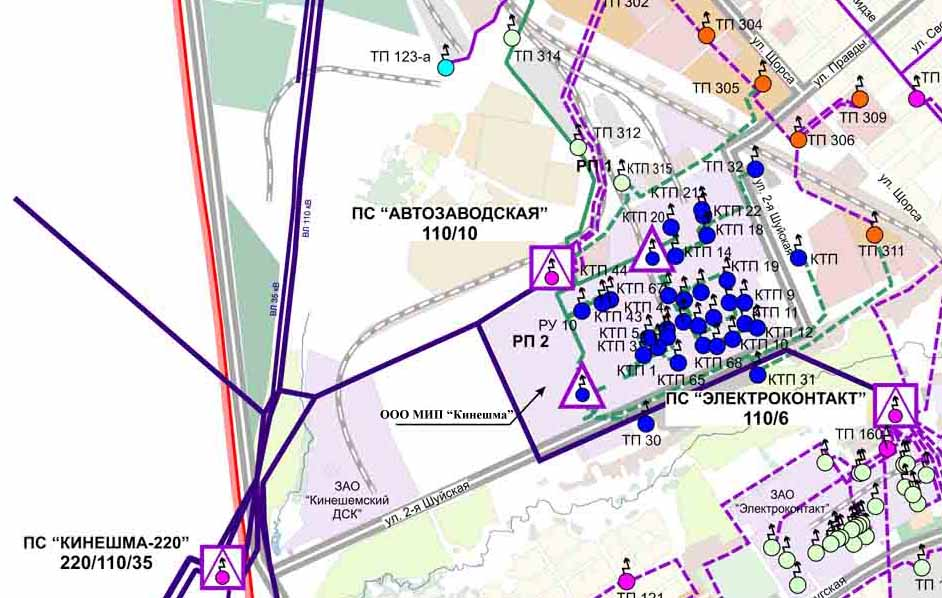 ТП 302
ТП 304
ул. Щорса
ул. Правды
ТП 123-а
ТП 314
ТП 305
ТП 309
ТП 306
ТП 312
РП 1
КТП 315
ТП 32
КТП 21
КТП 22
КТП 20
КТП 18
ул. 2-я Шуйская
ул. Щорса
ТП 311
ПС “АВТОЗАВОДСКАЯ”
110/10
ВЛ 110 кВ
ВЛ 35 кВ
КТП 14
КТП
КТП 44
КТП 19
КТП 67
КТП 9
РУ 10
КТП 43
КТП 4
КТП 11
РП 2
КТП 5
КТП 3
КТП 12
КТП 10
КТП 1
КТП 68
КТП 65
КТП 31
ООО МИП “Кинешма”
ПС “ЭЛЕКТРОКОНТАКТ”
110/6
ТП 30
ТП 160
ЗАО
“Кинешемский
ДСК”
ул. 2-я Шуйская
ЗАО
“Электроконтакт”
ПС “КИНЕШМА-220”
220/110/35
ТП 121
ТП